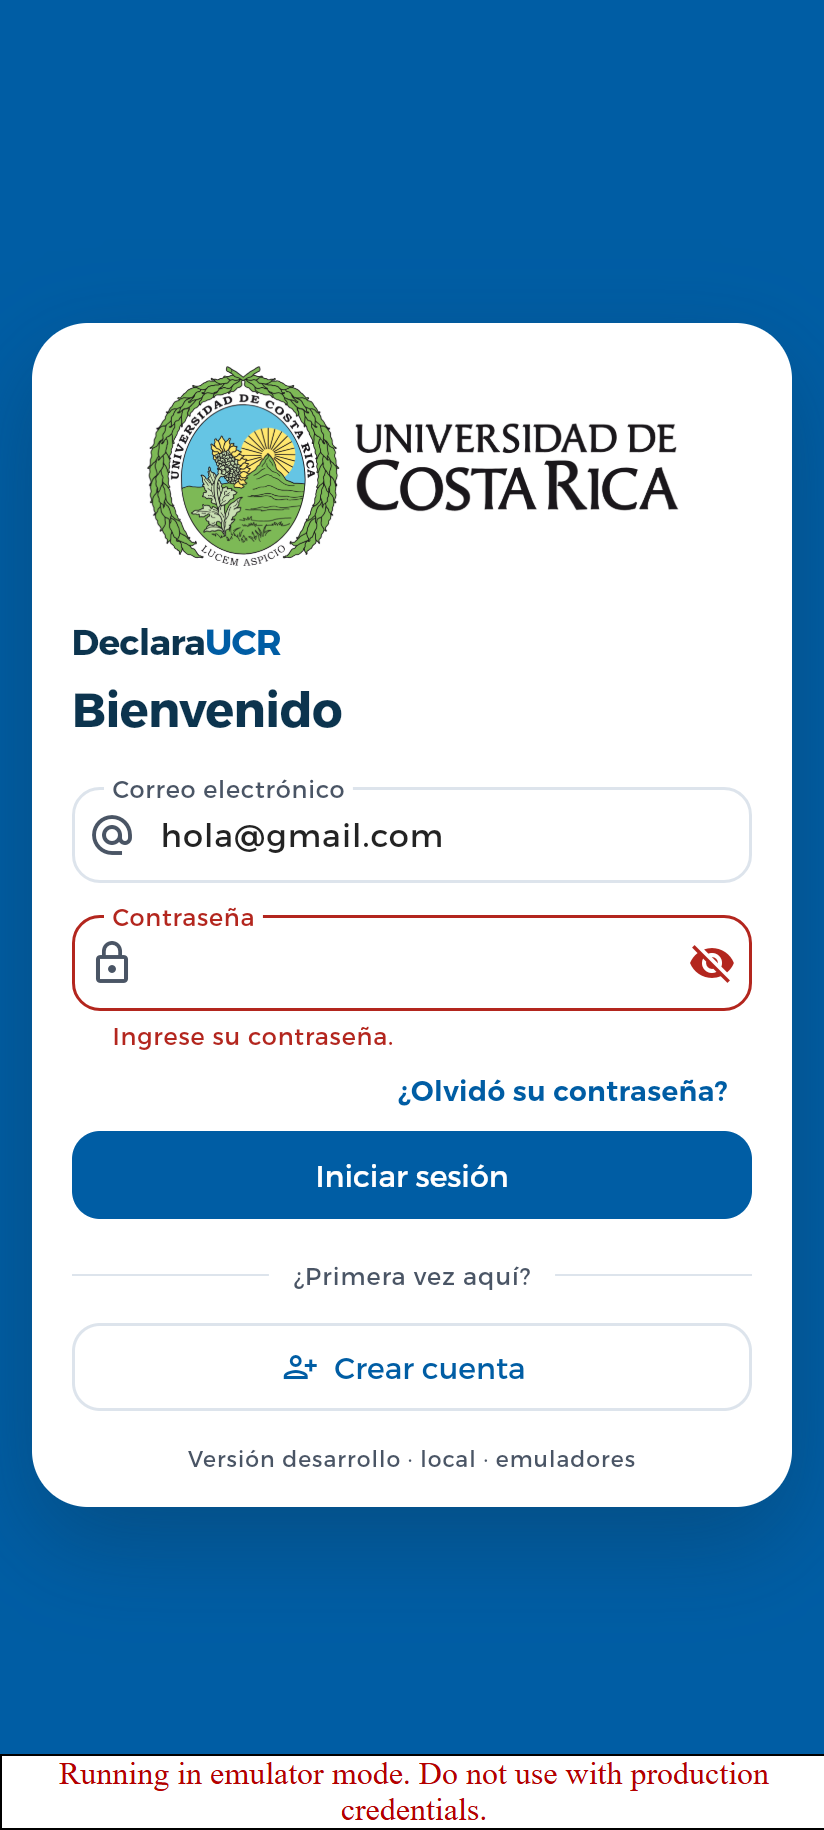 UNIVERSIDAD DE COSTA RICA
LUCEM ASPICIO
UNIVERSIDAD DE
COSTA RICA
DeclaraUCR
Bienvenido
Correo electrónico
hola@gmail.com
Contraseña
Ingrese su contraseña.
¿Olvidó su contraseña?
Iniciar sesión
¿Primera vez aquí?
Crear cuenta
Versión desarrollo · local · emuladores
Running in emulator mode. Do not use with production
credentials.